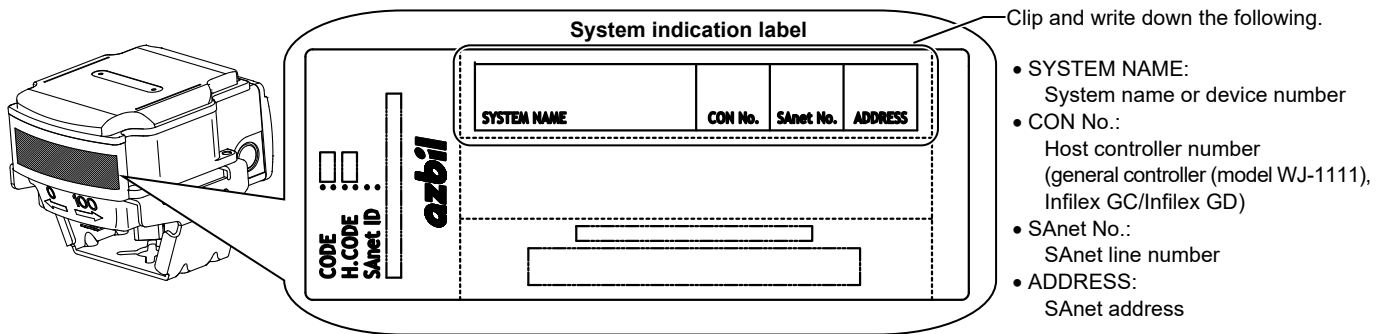 System indication label
Clip and write down the following.
SYSTEM NAME
CON No.
SAnet No.
ADDRESS
CODE :
H.CODE :
SAnet ID :
azbil
0 100
• SYSTEM NAME:
System name or device number
• CON No.:
Host controller number
(general controller (model WJ-1111),
Infilex GC/Infilex GD)
• SAnet No.:
SAnet line number
• ADDRESS:
SAnet address